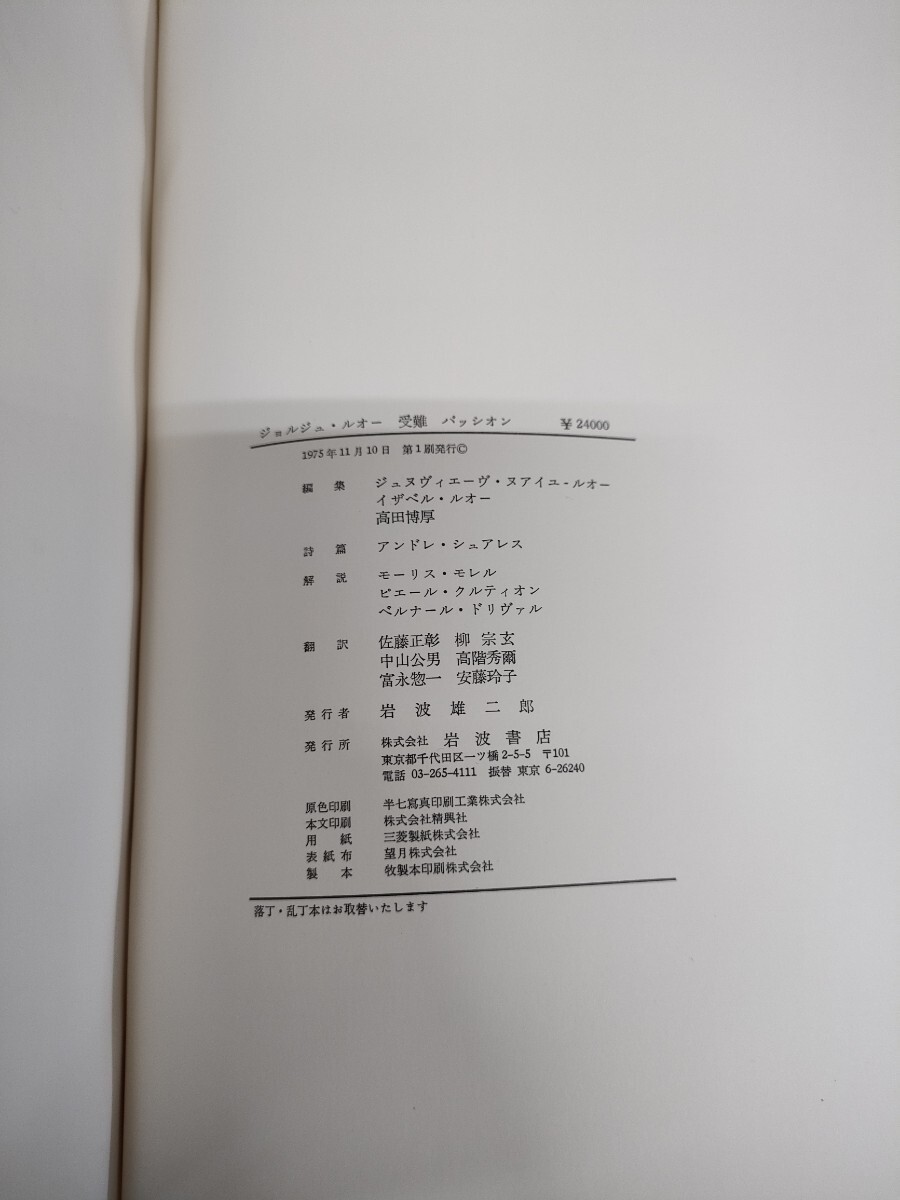 ジョルジュ・ルオー 受難 パッシオン ¥24000
1975年11月10日 第1刷発行©
編集 ジュヌヴィエーヴ・ヌアイユ-ルオー
イザベル・ルオー
高田博厚
詩篇 アンドレ・シュアレス
解説 モーリス・モレル
ピエール・クルティオン
ベルナール・ドリヴァル
翻訳 佐藤正彰 柳宗玄
中山公男 高階秀爾
富永惣一 安藤玲子
発行者 岩波雄二郎
発行所 株式会社 岩波書店
東京都千代田区一ツ橋2-5-5 〒101
電話 03-265-4111 振替 東京 6-26240
原色印刷 半七寫真印刷工業株式会社
本文印刷 株式会社精興社
用紙 三菱製紙株式会社
表紙布 望月株式会社
製本 牧製本印刷株式会社
落丁・乱丁本はお取替いたします